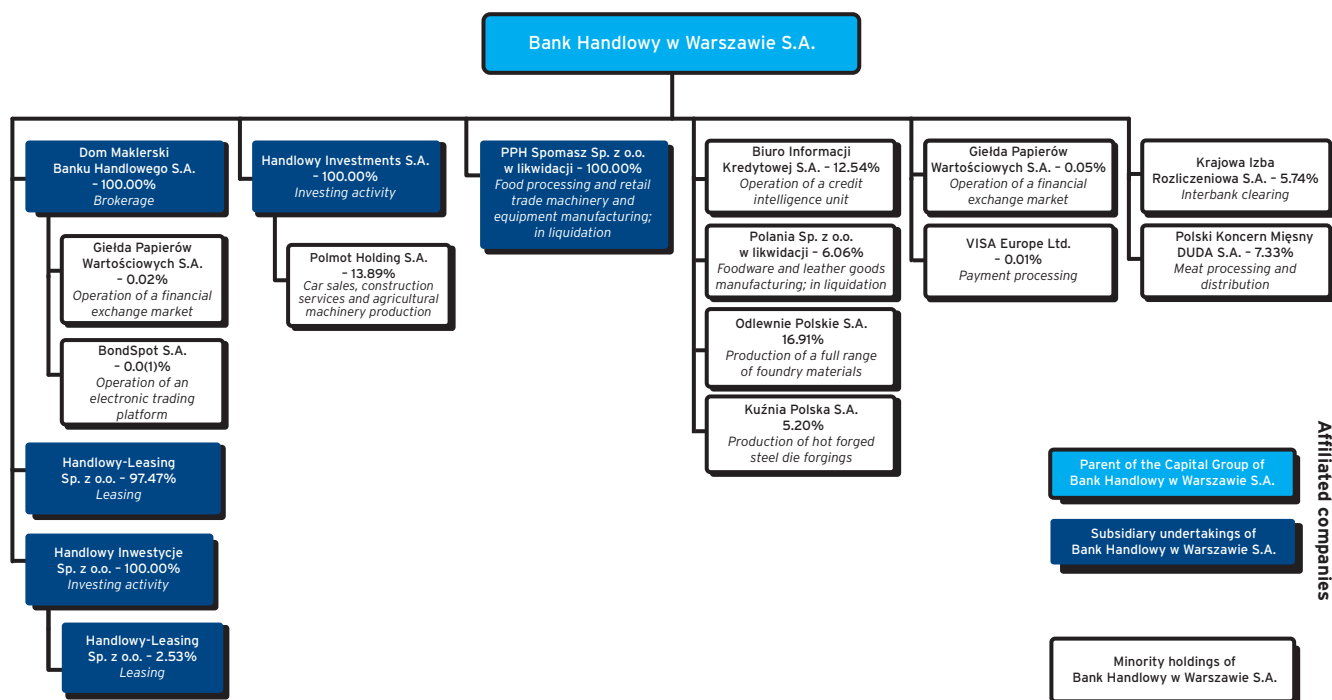 Bank Handlowy w Warszawie S.A.
Dom Maklerski
Banku Handlowego S.A.
– 100.00%
Brokerage
Giełda Papierów
Wartościowych S.A.
– 0.02%
Operation of a financial
exchange market
BondSpot S.A.
– 0.0(1)%
Operation of an
electronic trading
platform
Handlowy-Leasing
Sp. z o.o. – 97.47%
Leasing
Handlowy Inwestycje
Sp. z o.o. – 100.00%
Investing activity
Handlowy-Leasing
Sp. z o.o. – 2.53%
Leasing
Handlowy Investments S.A.
– 100.00%
Investing activity
Polmot Holding S.A.
– 13.89%
Car sales, construction
services and agricultural
machinery production
PPH Spomasz Sp. z o.o.
w likwidacji – 100.00%
Food processing and retail
trade machinery and
equipment manufacturing;
in liquidation
Biuro Informacji
Kredytowej S.A. – 12.54%
Operation of a credit
intelligence unit
Polania Sp. z o.o.
w likwidacji – 6.06%
Foodware and leather goods
manufacturing; in liquidation
Odlewnie Polskie S.A.
16.91%
Production of a full range
of foundry materials
Kuźnia Polska S.A.
5.20%
Production of hot forged
steel die forgings
Giełda Papierów
Wartościowych S.A. – 0.05%
Operation of a financial
exchange market
VISA Europe Ltd.
– 0.01%
Payment processing
Krajowa Izba
Rozliczeniowa S.A. – 5.74%
Interbank clearing
Polski Koncern Mięsny
DUDA S.A. – 7.33%
Meat processing and
distribution
Parent of the Capital Group of
Bank Handlowy w Warszawie S.A.
Subsidiary undertakings of
Bank Handlowy w Warszawie S.A.
Minority holdings of
Bank Handlowy w Warszawie S.A.
Affiliated companies